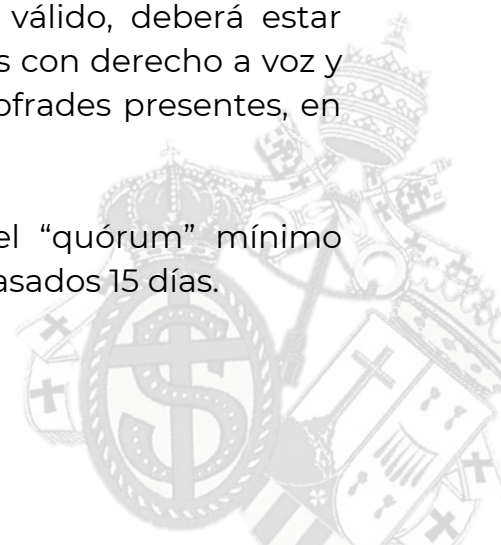 válido, deberá estar
s con derecho a voz y
ofrades presentes, en
el “quórum” mínimo
asados 15 días.